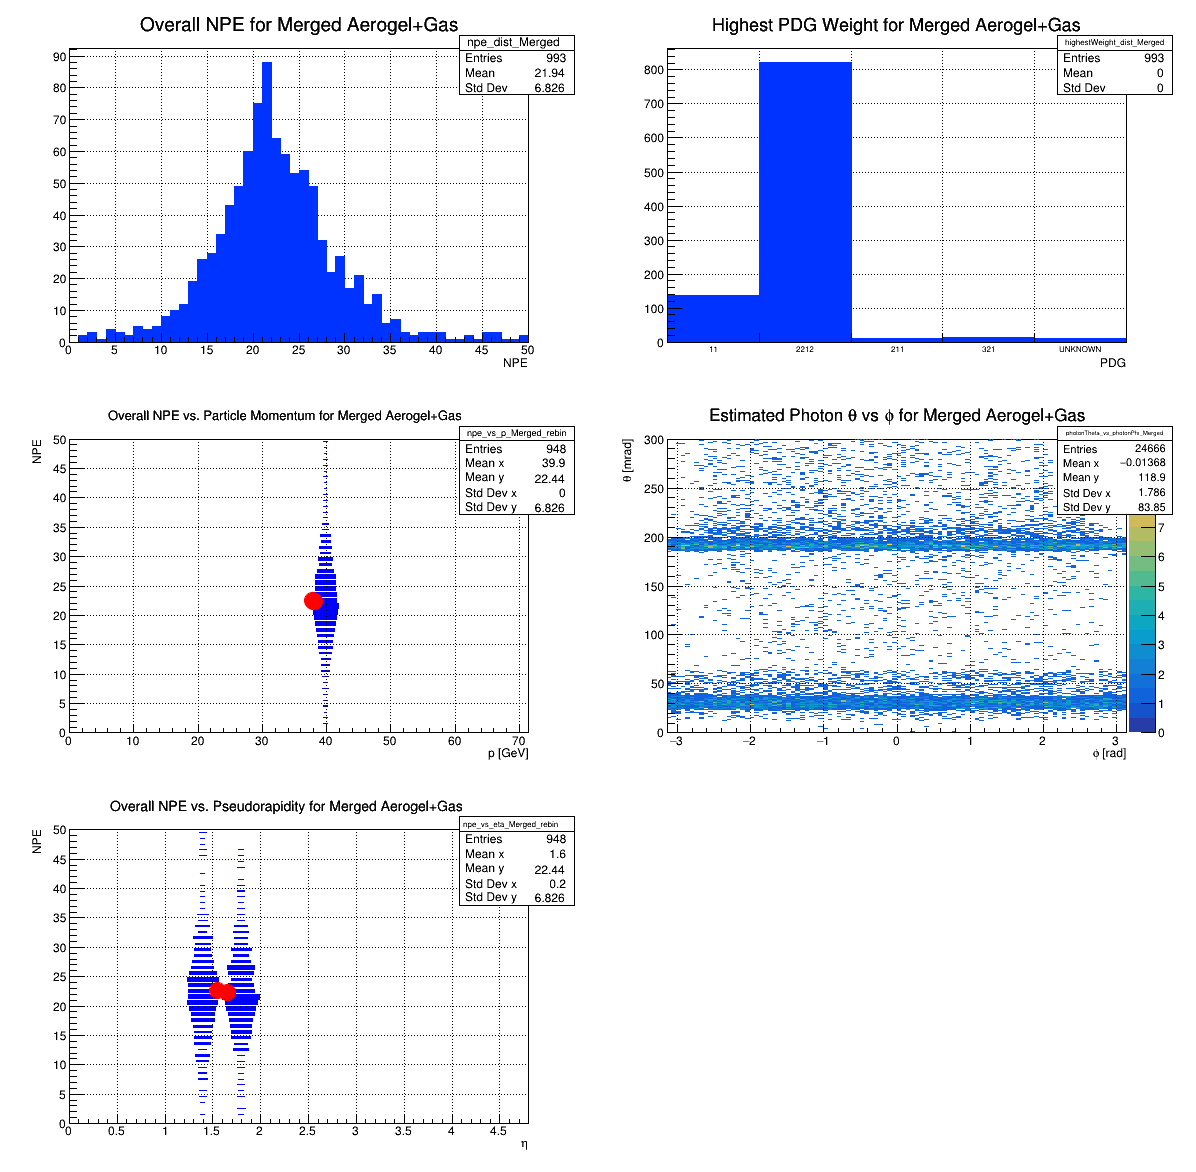 Overall NPE for Merged Aerogel+Gas
npe_dist_Merged
Entries 993
Mean 21.94
Std Dev 6.826
90
80
70
60
50
40
30
20
10
0
0 5 10 15 20 25 30 35 40 45 50
NPE
Highest PDG Weight for Merged Aerogel+Gas
highestWeight_dist_Merged
Entries 993
Mean 0
Std Dev 0
800
700
600
500
400
300
200
100
0
11 2212 211 321 UNKNOWN
PDG
Overall NPE vs. Particle Momentum for Merged Aerogel+Gas
npe_vs_p_Merged_rebin
Entries 948
Mean x 39.9
Mean y 22.44
Std Dev x 0
Std Dev y 6.826
NPE
50
45
40
35
30
25
20
15
10
5
0
0 10 20 30 40 50 60 70
p [GeV]
Estimated Photon θ vs ϕ for Merged Aerogel+Gas
photonTheta_vs_photonPhi_Merged
Entries 24666
Mean x −0.01368
Mean y 118.9
Std Dev x 1.786
Std Dev y 83.85
θ [mrad]
300
250
200
150
100
50
0
−3 −2 −1 0 1 2 3
ϕ [rad]
7
6
5
4
3
2
1
0
Overall NPE vs. Pseudorapidity for Merged Aerogel+Gas
npe_vs_eta_Merged_rebin
Entries 948
Mean x 1.6
Mean y 22.44
Std Dev x 0.2
Std Dev y 6.826
NPE
50
45
40
35
30
25
20
15
10
5
0
0 0.5 1 1.5 2 2.5 3 3.5 4 4.5
η